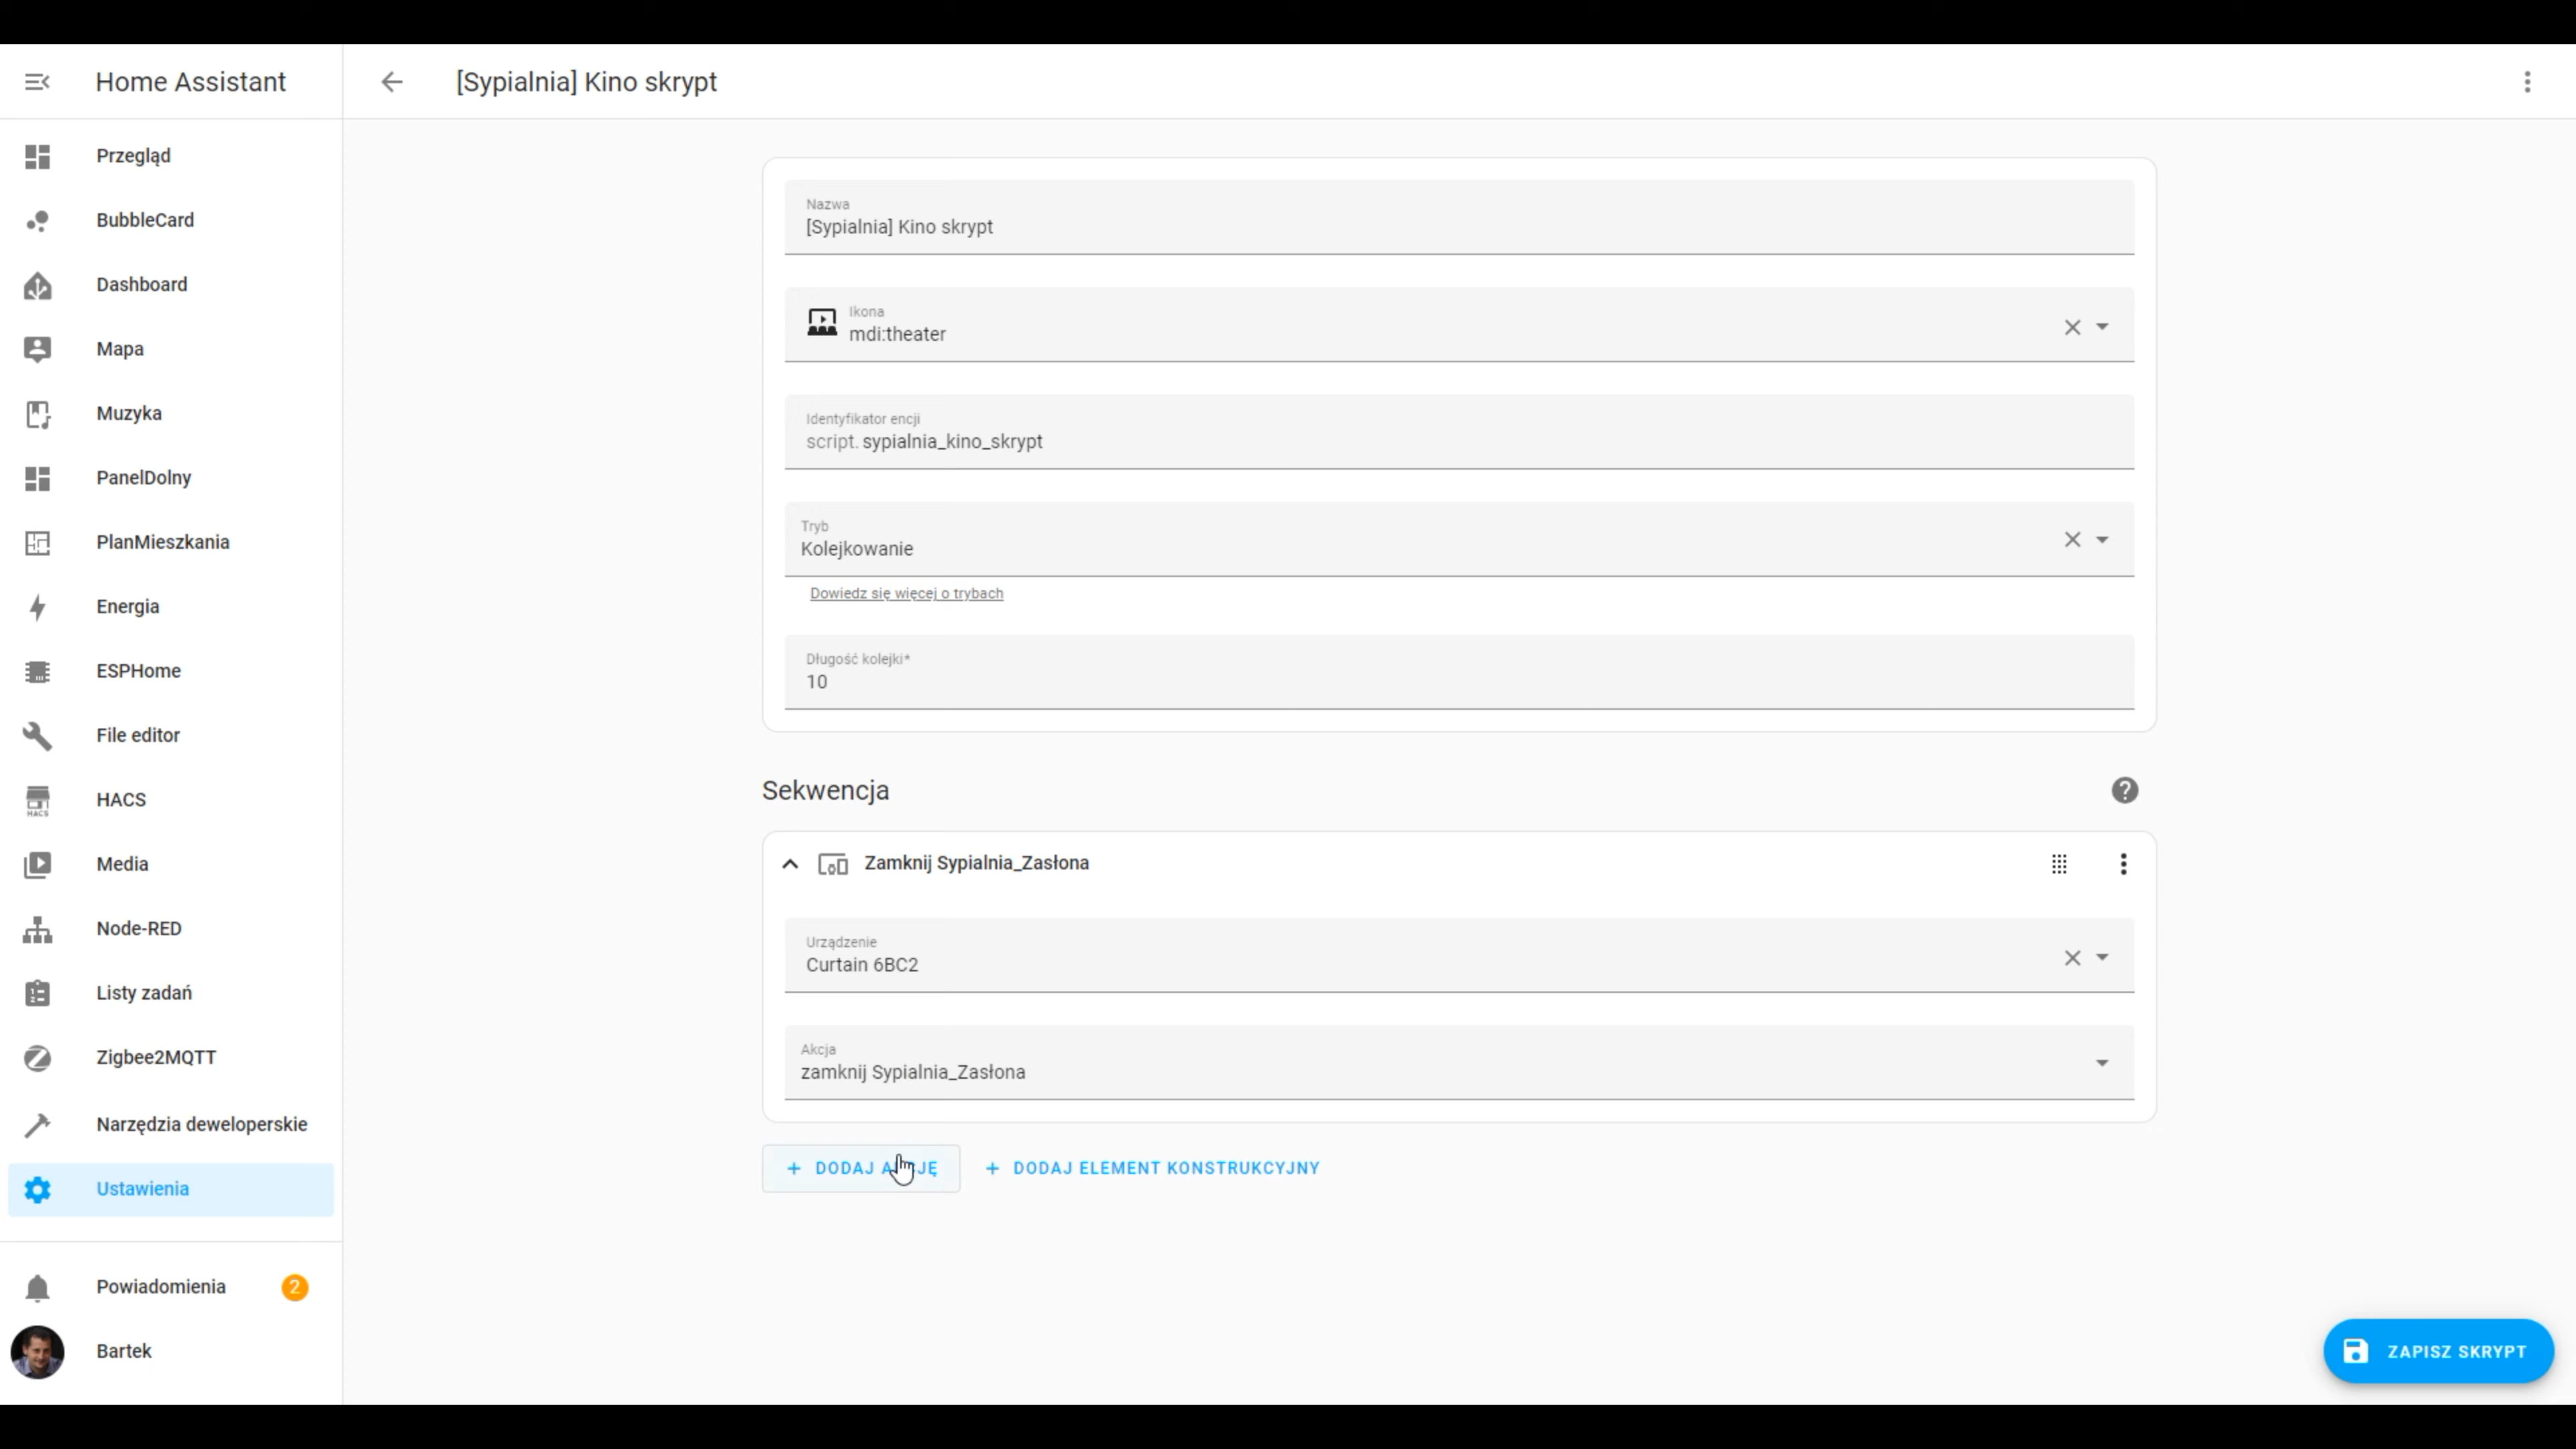 Home Assistant
[Sypialnia] Kino skrypt
Przegląd
BubbleCard
Dashboard
Mapa
Muzyka
PanelDolny
PlanMieszkania
Energia
ESPHome
File editor
HACS
HACS
Media
Node-RED
Listy zadań
Zigbee2MQTT
Narzędzia deweloperskie
Ustawienia
Powiadomienia 2
Bartek
Nazwa
[Sypialnia] Kino skrypt
Ikona
mdi:theater
Identyfikator encji
script. sypialnia_kino_skrypt
Tryb
Kolejkowanie
Dowiedz się więcej o trybach
Długość kolejki*
10
Sekwencja
Zamknij Sypialnia_Zasłona
Urządzenie
Curtain 6BC2
Akcja
zamknij Sypialnia_Zasłona
+ DODAJ + DODAJ ELEMENT KONSTRUKCYJNY
ZAPISZ SKRYPT